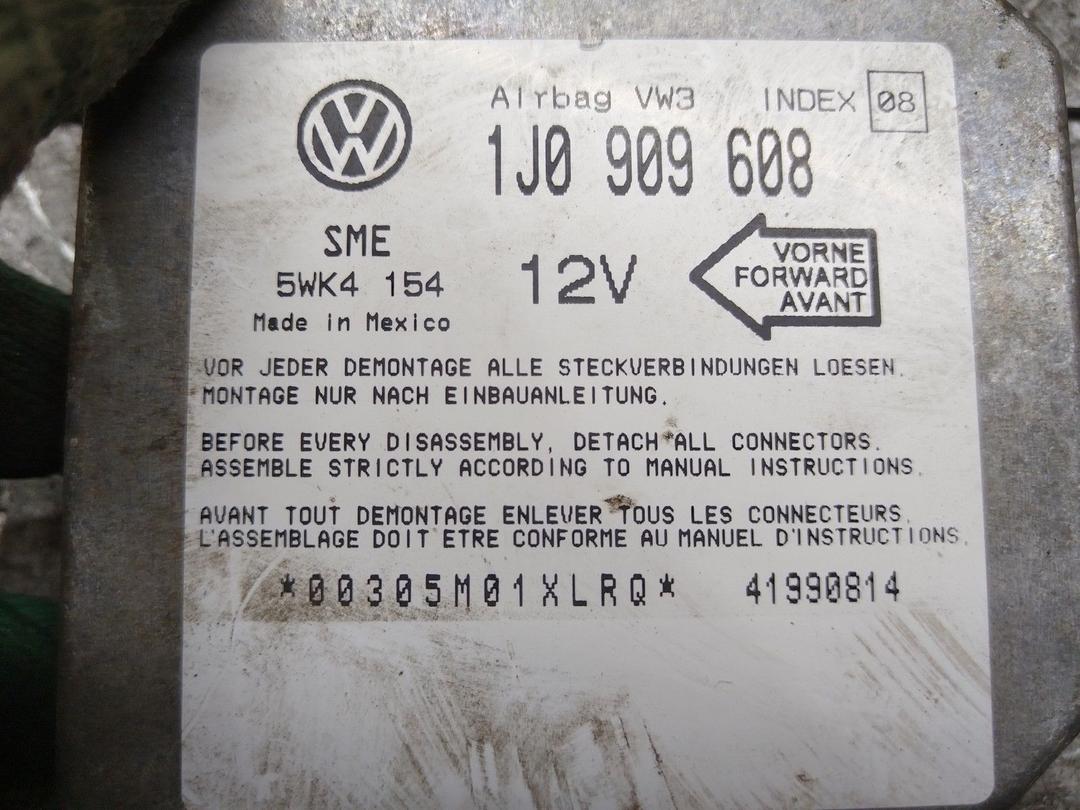 Airbag VW3 INDEX 08
1J0 909 608
SME
5WK4 154
Made in Mexico
12V
VORNE
FORWARD
AVANT
VOR JEDER DEMONTAGE ALLE STECKVERBINDUNGEN LOESEN.
MONTAGE NUR NACH EINBAUANLEITUNG.
BEFORE EVERY DISASSEMBLY, DETACH ALL CONNECTORS.
ASSEMBLE STRICTLY ACCORDING TO MANUAL INSTRUCTIONS.
AVANT TOUT DEMONTAGE ENLEVER TOUS LES CONNECTEURS.
L'ASSEMBLAGE DOIT ETRE CONFORME AU MANUEL D'INSTRUCTIONS.
*00305M01XLRQ* 41990814